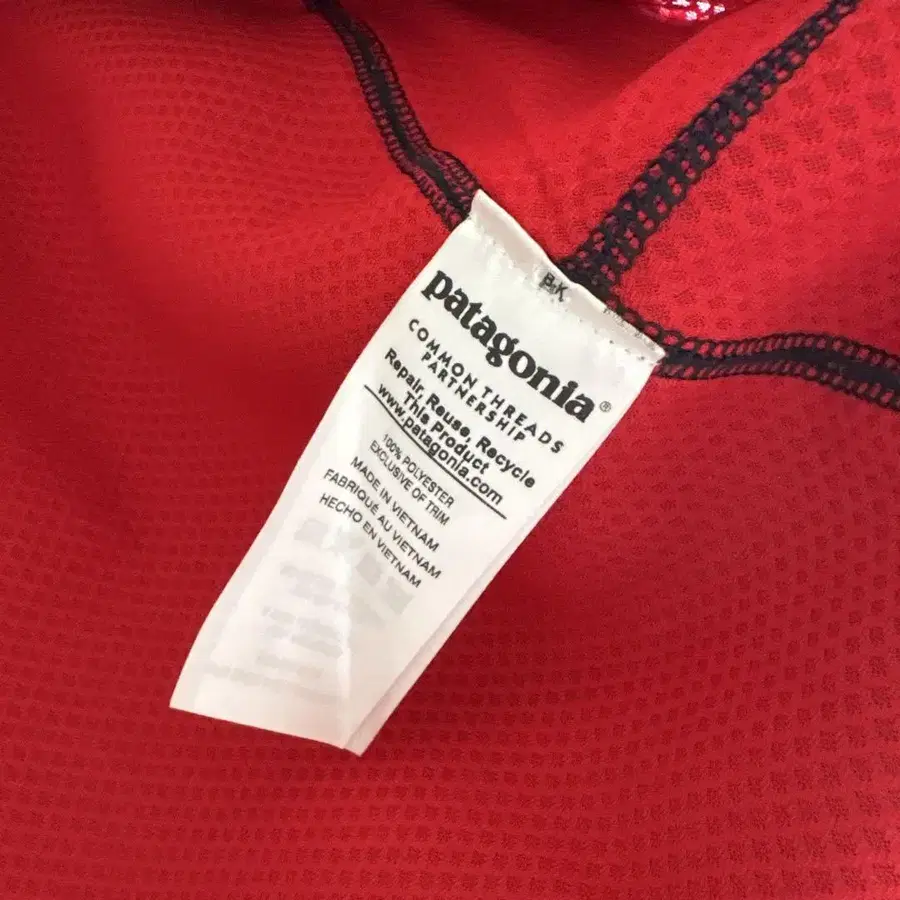 B-K
patagonia®
COMMON THREADS
PARTNERSHIP
Repair, Reuse, Recycle
This Product
www.patagonia.com
100% POLYESTER
EXCLUSIVE OF TRIM
MADE IN VIETNAM
FABRIQUÉ AU VIETNAM
HECHO EN VIETNAM